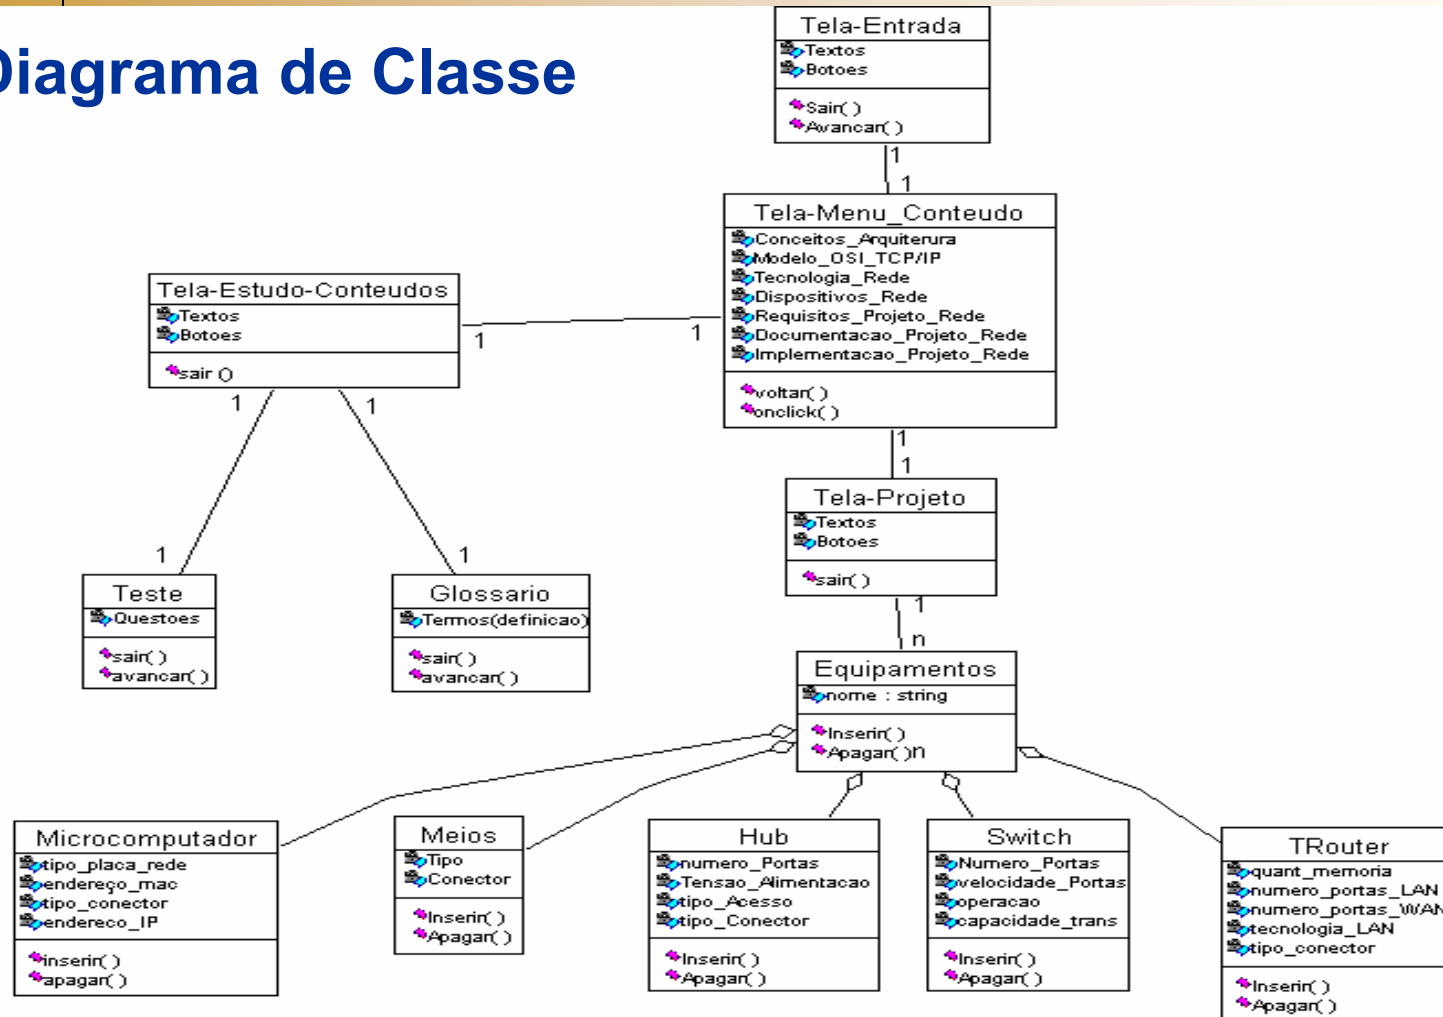 Diagrama de Classe
Tela-Entrada
Textos
Botoes
Sair( )
Avancar( )
1
1
Tela-Menu_Conteudo
Conceitos_Arquiterura
Modelo_OSI_TCP/IP
Tecnologia_Rede
Dispositivos_Rede
Requisitos_Projeto_Rede
Documentacao_Projeto_Rede
Implementacao_Projeto_Rede
voltar( )
onclick( )
Tela-Estudo-Conteudos
Textos
Botoes
sair ()
1
1
1
1
1
1
Teste
Questoes
sair( )
avancar( )
Glossario
Termos(definicao)
sair( )
avancar( )
1
1
Tela-Projeto
Textos
Botoes
sair( )
1
n
Equipamentos
nome : string
Inserir( )
Apagar( )n
Microcomputador
tipo_placa_rede
endereço_mac
tipo_conector
endereco_IP
inserir( )
apagar( )
Meios
Tipo
Conector
Inserir( )
Apagar( )
Hub
numero_Portas
Tensao_Alimentacao
tipo_Acesso
tipo_Conector
Inserir( )
Apagar( )
Switch
Numero_Portas
velocidade_Portas
operacao
capacidade_trans
Inserir( )
Apagar( )
TRouter
quant_memoria
numero_portas_LAN
numero_portas_WAN
tecnologia_LAN
tipo_conector
Inserir( )
Apagar( )